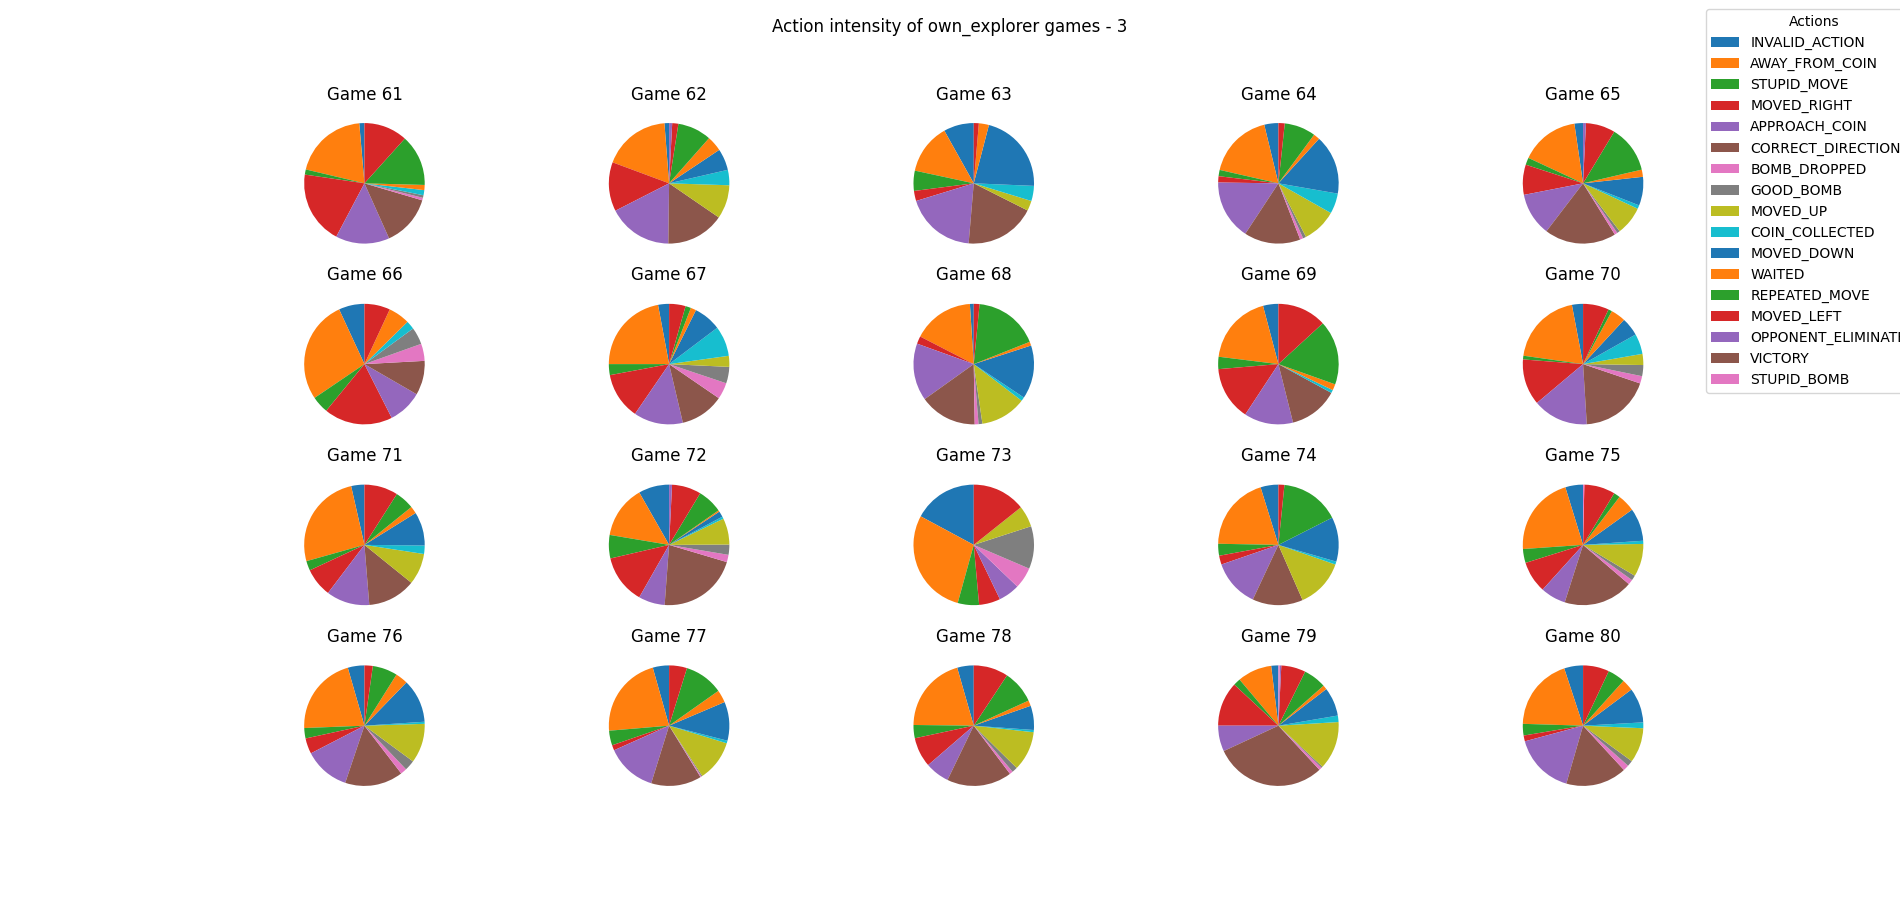 Action intensity of own_explorer games - 3
Actions
INVALID_ACTION
AWAY_FROM_COIN
STUPID_MOVE
MOVED_RIGHT
APPROACH_COIN
CORRECT_DIRECTION
BOMB_DROPPED
GOOD_BOMB
MOVED_UP
COIN_COLLECTED
MOVED_DOWN
WAITED
REPEATED_MOVE
MOVED_LEFT
OPPONENT_ELIMINATE
VICTORY
STUPID_BOMB
Game 61
Game 62
Game 63
Game 64
Game 65
Game 66
Game 67
Game 68
Game 69
Game 70
Game 71
Game 72
Game 73
Game 74
Game 75
Game 76
Game 77
Game 78
Game 79
Game 80